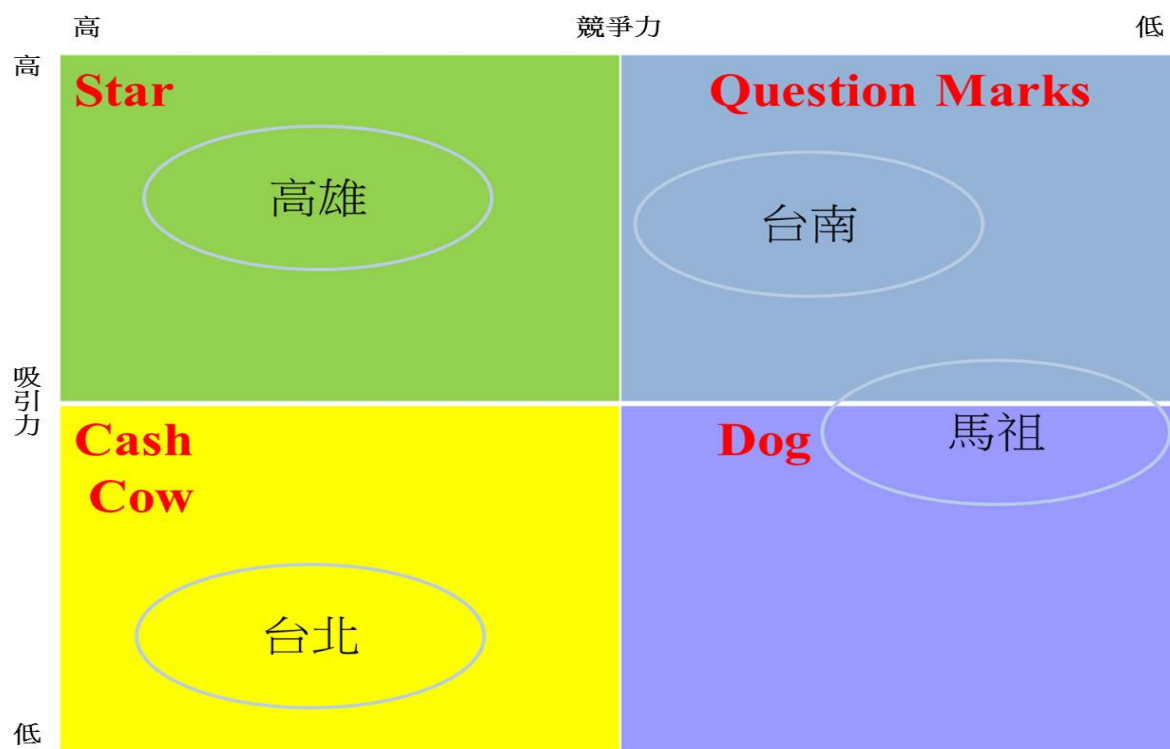 高 競爭力 低
高
Star
Question Marks
高雄
台南
吸引力
Cash
Cow
Dog
馬祖
台北
低